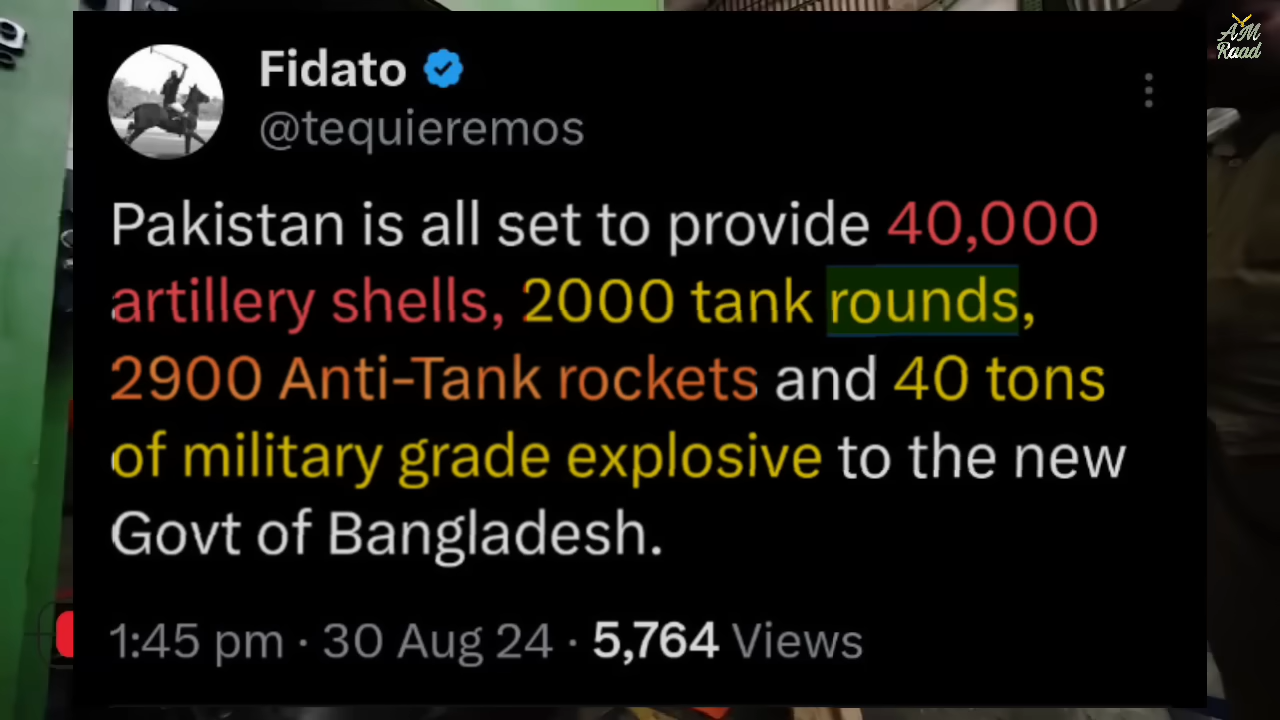 Fidato
@tequieremos
Pakistan is all set to provide 40,000
artillery shells, 2000 tank rounds,
2900 Anti-Tank rockets and 40 tons
of military grade explosive to the new
Govt of Bangladesh.
1:45 pm · 30 Aug 24 · 5,764 Views
AM
Raad